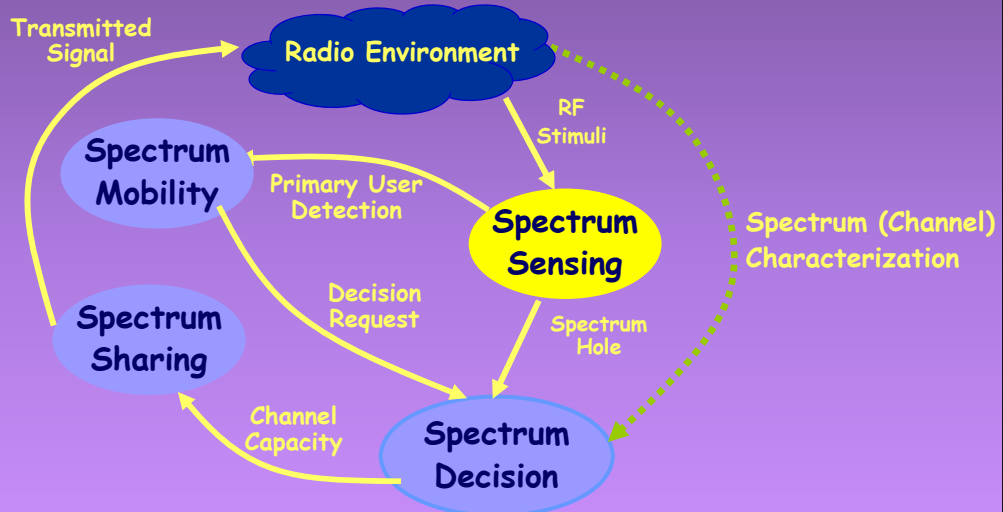 Transmitted
Signal
Radio Environment
RF
Stimuli
Spectrum
Mobility
Primary User
Detection
Spectrum
Sensing
Spectrum (Channel)
Characterization
Decision
Request
Spectrum
Hole
Spectrum
Sharing
Channel
Capacity
Spectrum
Decision